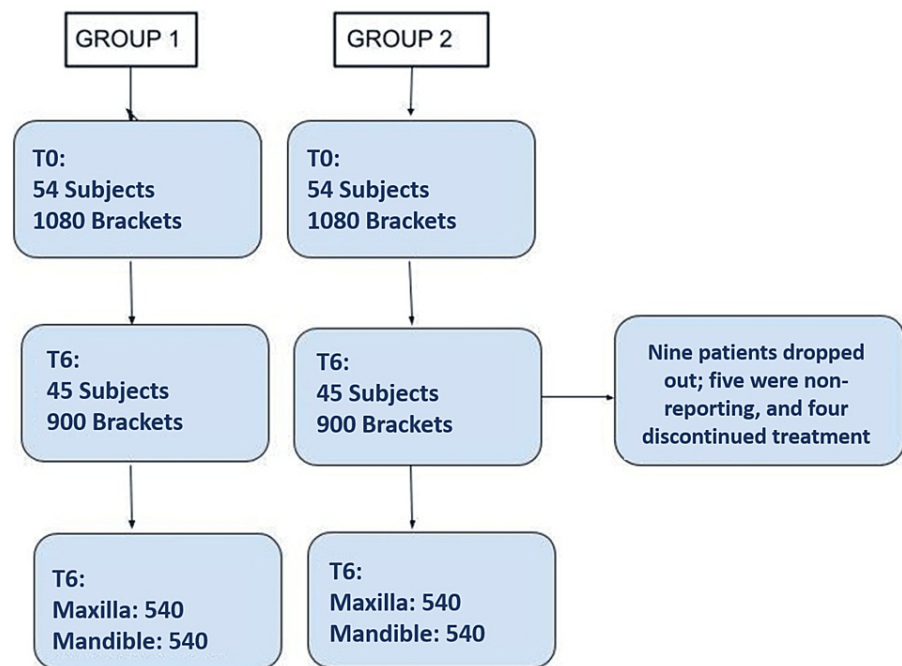 GROUP 1
GROUP 2
T0:
54 Subjects
1080 Brackets
T0:
54 Subjects
1080 Brackets
T6:
45 Subjects
900 Brackets
T6:
45 Subjects
900 Brackets
Nine patients dropped
out; five were non-
reporting, and four
discontinued treatment
T6:
Maxilla: 540
Mandible: 540
T6:
Maxilla: 540
Mandible: 540